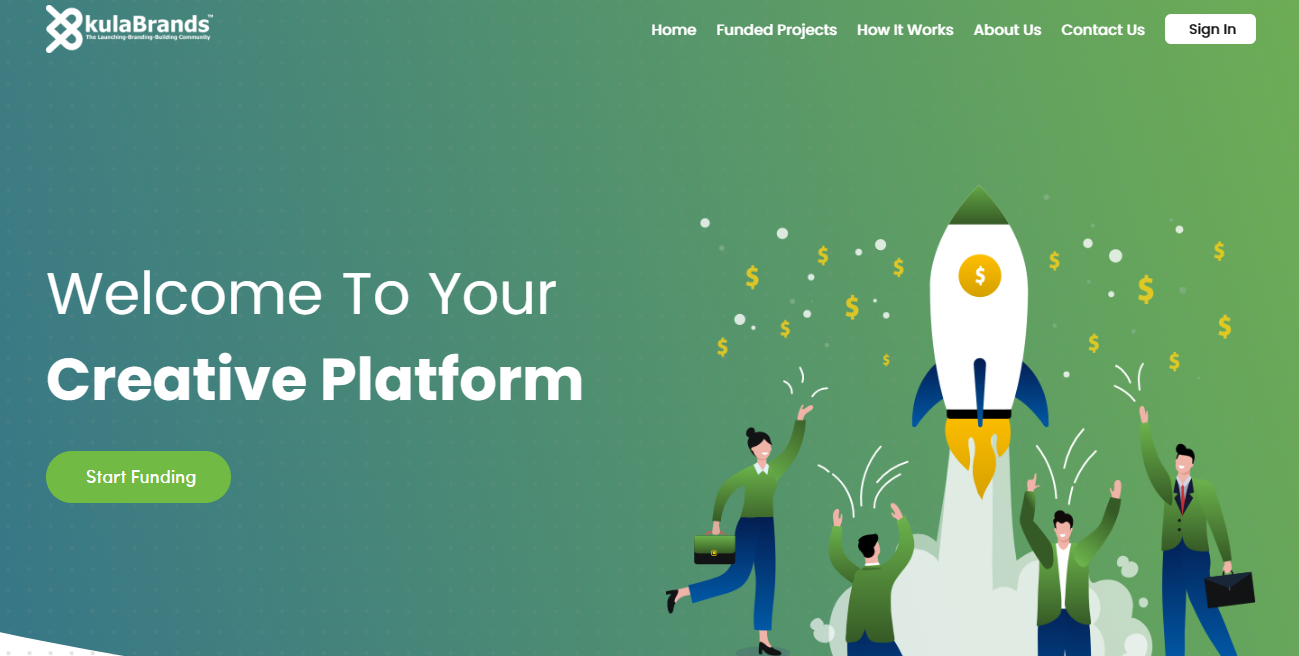 kulaBrands™
The Launching-Branding-Building Community
Home Funded Projects How It Works About Us Contact Us Sign In
Welcome To Your
Creative Platform
Start Funding
$ $ $ $ $ $ $ $ $ $ $ $ $ $ $